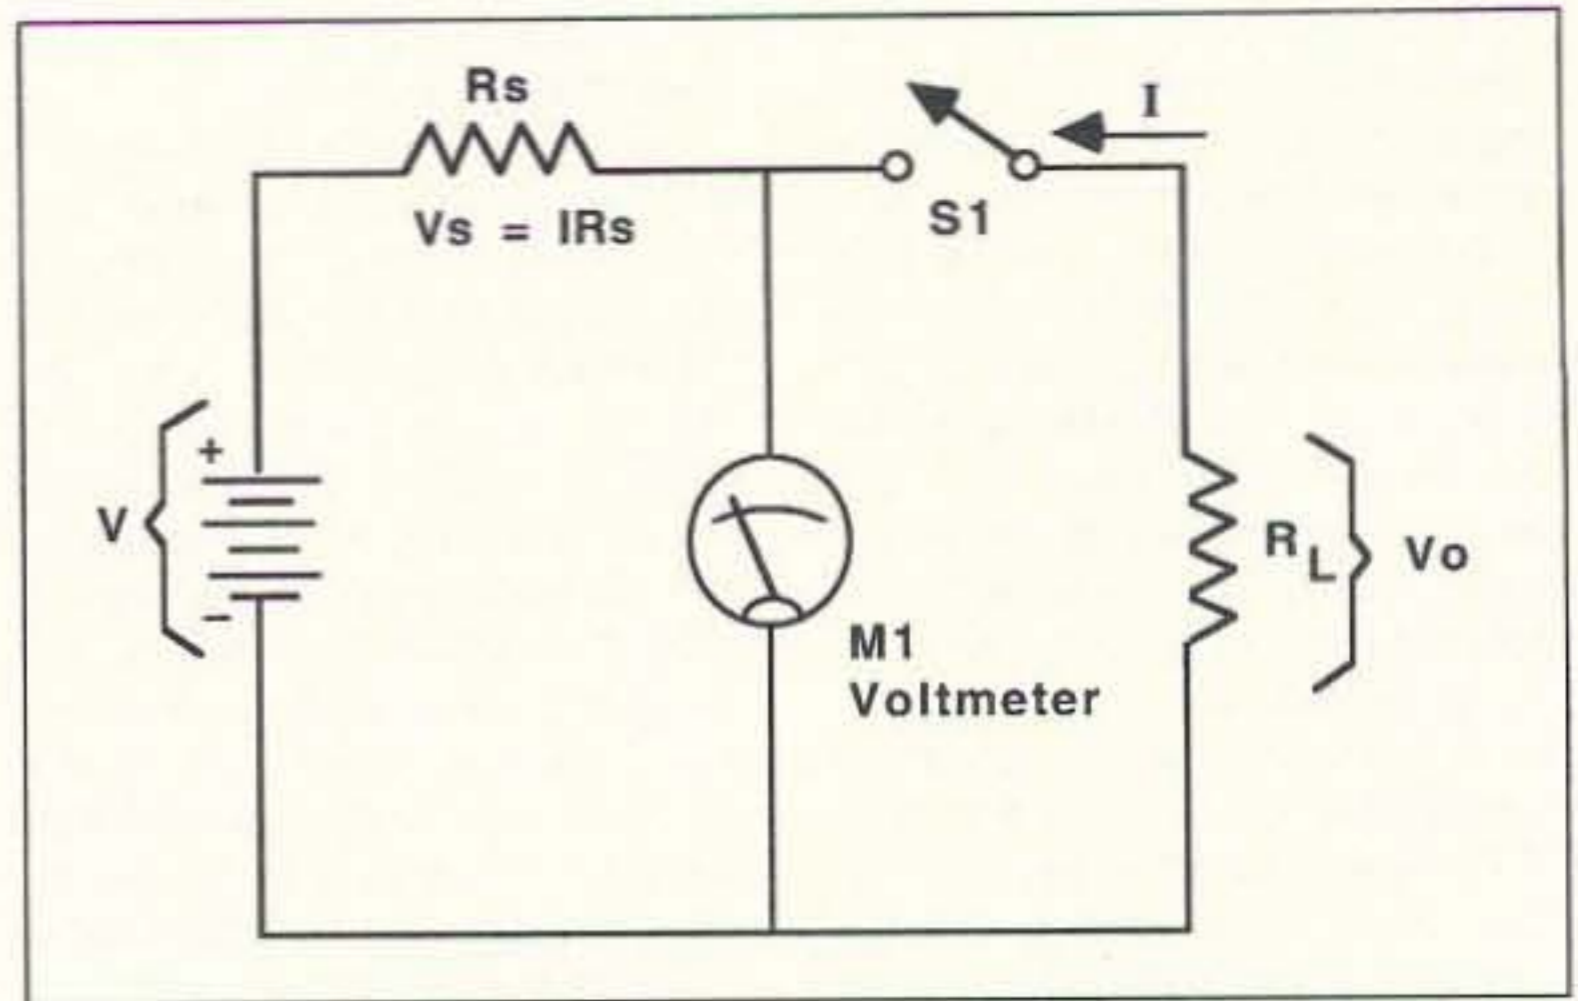 Rs
I
Vs = IRs
S1
+
V
−
RL
Vo
M1
Voltmeter